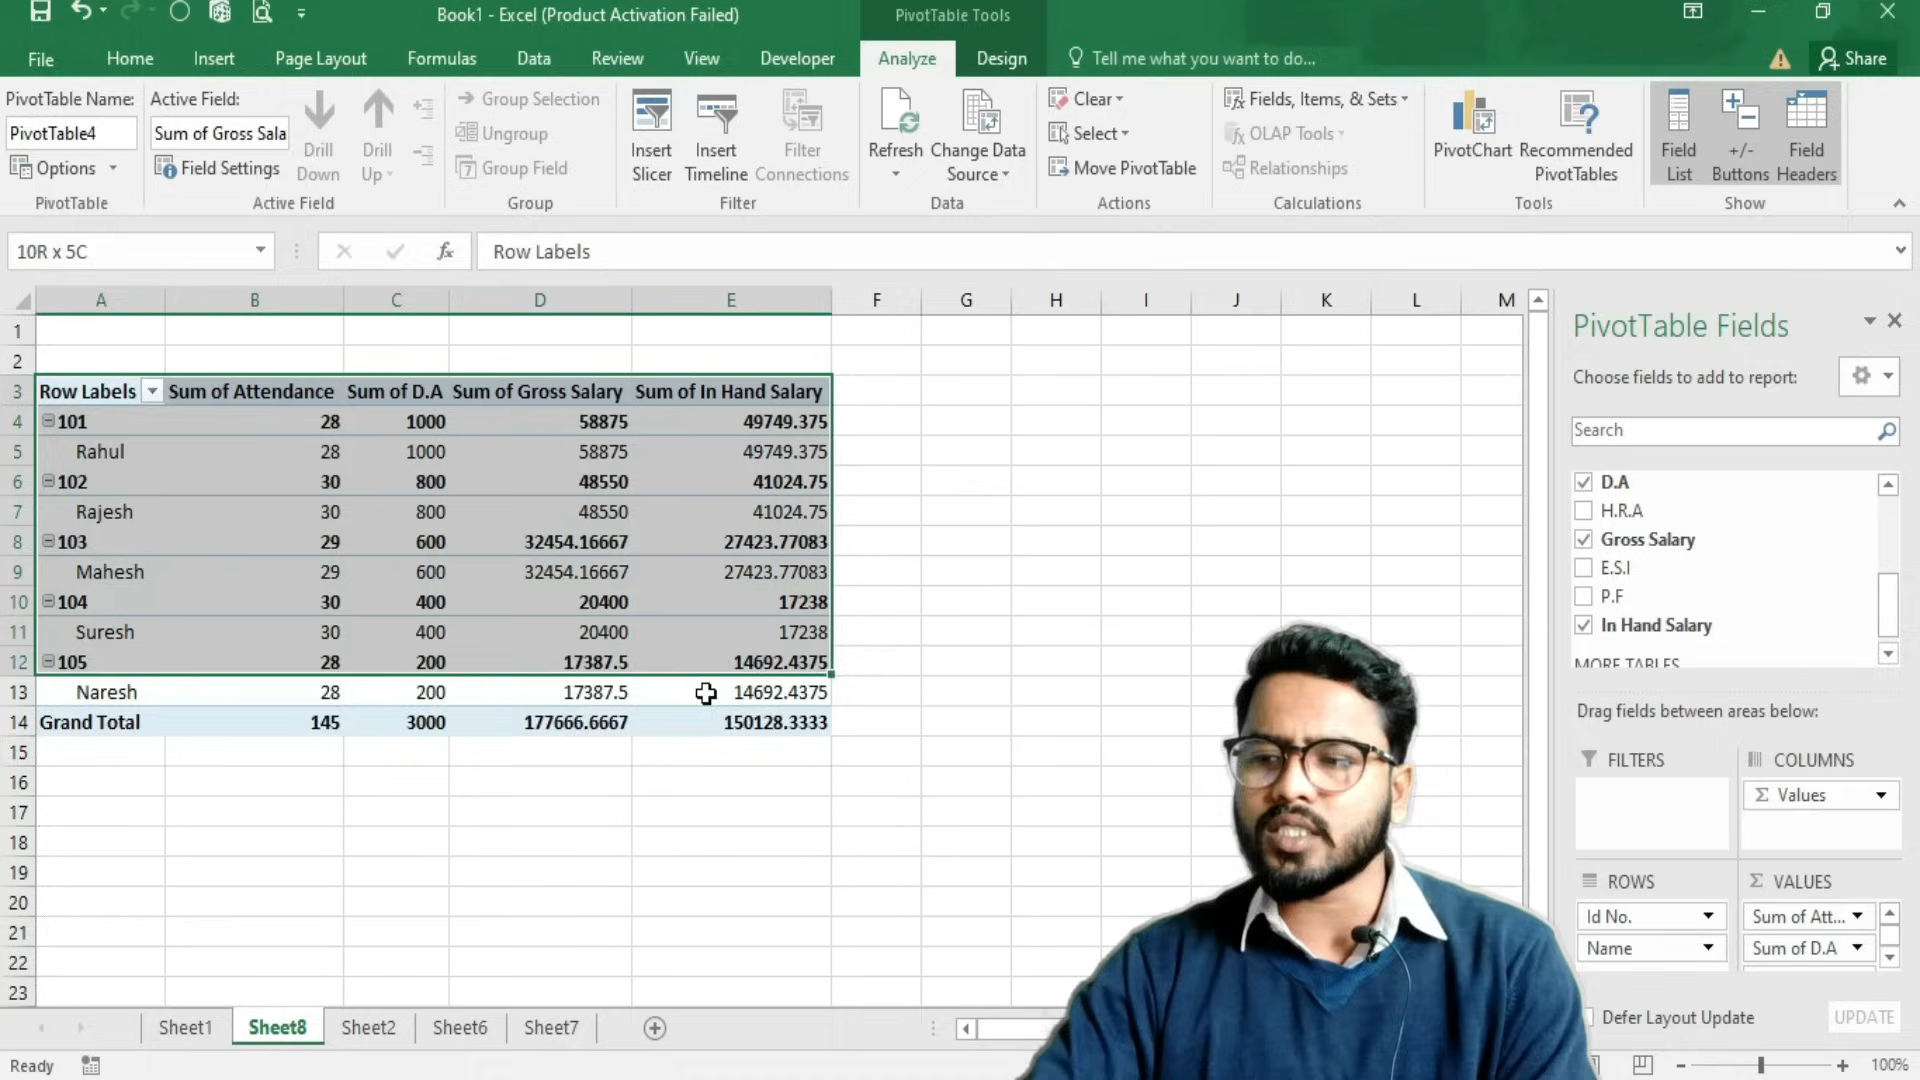 Book1 - Excel (Product Activation Failed)
PivotTable Tools
File Home Insert Page Layout Formulas Data Review View Developer Analyze Design Tell me what you want to do... Share
PivotTable Name:
PivotTable4
Options
PivotTable
Active Field:
Sum of Gross Sala
Field Settings
Drill Down
Drill Up
Active Field
Group Selection
Ungroup
Group Field
Group
Insert Slicer
Insert Timeline
Filter Connections
Filter
Refresh
Change Data Source
Data
Clear
Select
Move PivotTable
Actions
Fields, Items, & Sets
OLAP Tools
Relationships
Calculations
PivotChart
Recommended PivotTables
Tools
Field List
+/- Buttons
Field Headers
Show
10R x 5C
fx
Row Labels
A B C D E F G H I J K L M
1
2
3 Row Labels Sum of Attendance Sum of D.A Sum of Gross Salary Sum of In Hand Salary
4 101 28 1000 58875 49749.375
5 Rahul 28 1000 58875 49749.375
6 102 30 800 48550 41024.75
7 Rajesh 30 800 48550 41024.75
8 103 29 600 32454.16667 27423.77083
9 Mahesh 29 600 32454.16667 27423.77083
10 104 30 400 20400 17238
11 Suresh 30 400 20400 17238
12 105 28 200 17387.5 14692.4375
13 Naresh 28 200 17387.5 14692.4375
14 Grand Total 145 3000 177666.6667 150128.3333
15
16
17
18
19
20
21
22
23
PivotTable Fields
Choose fields to add to report:
Search
D.A
H.R.A
Gross Salary
E.S.I
P.F
In Hand Salary
MORE TABLES
Drag fields between areas below:
FILTERS
COLUMNS
Σ Values
ROWS
Id No.
Name
Σ VALUES
Sum of Att...
Sum of D.A
Defer Layout Update
UPDATE
Sheet1 Sheet8 Sheet2 Sheet6 Sheet7
Ready
100%